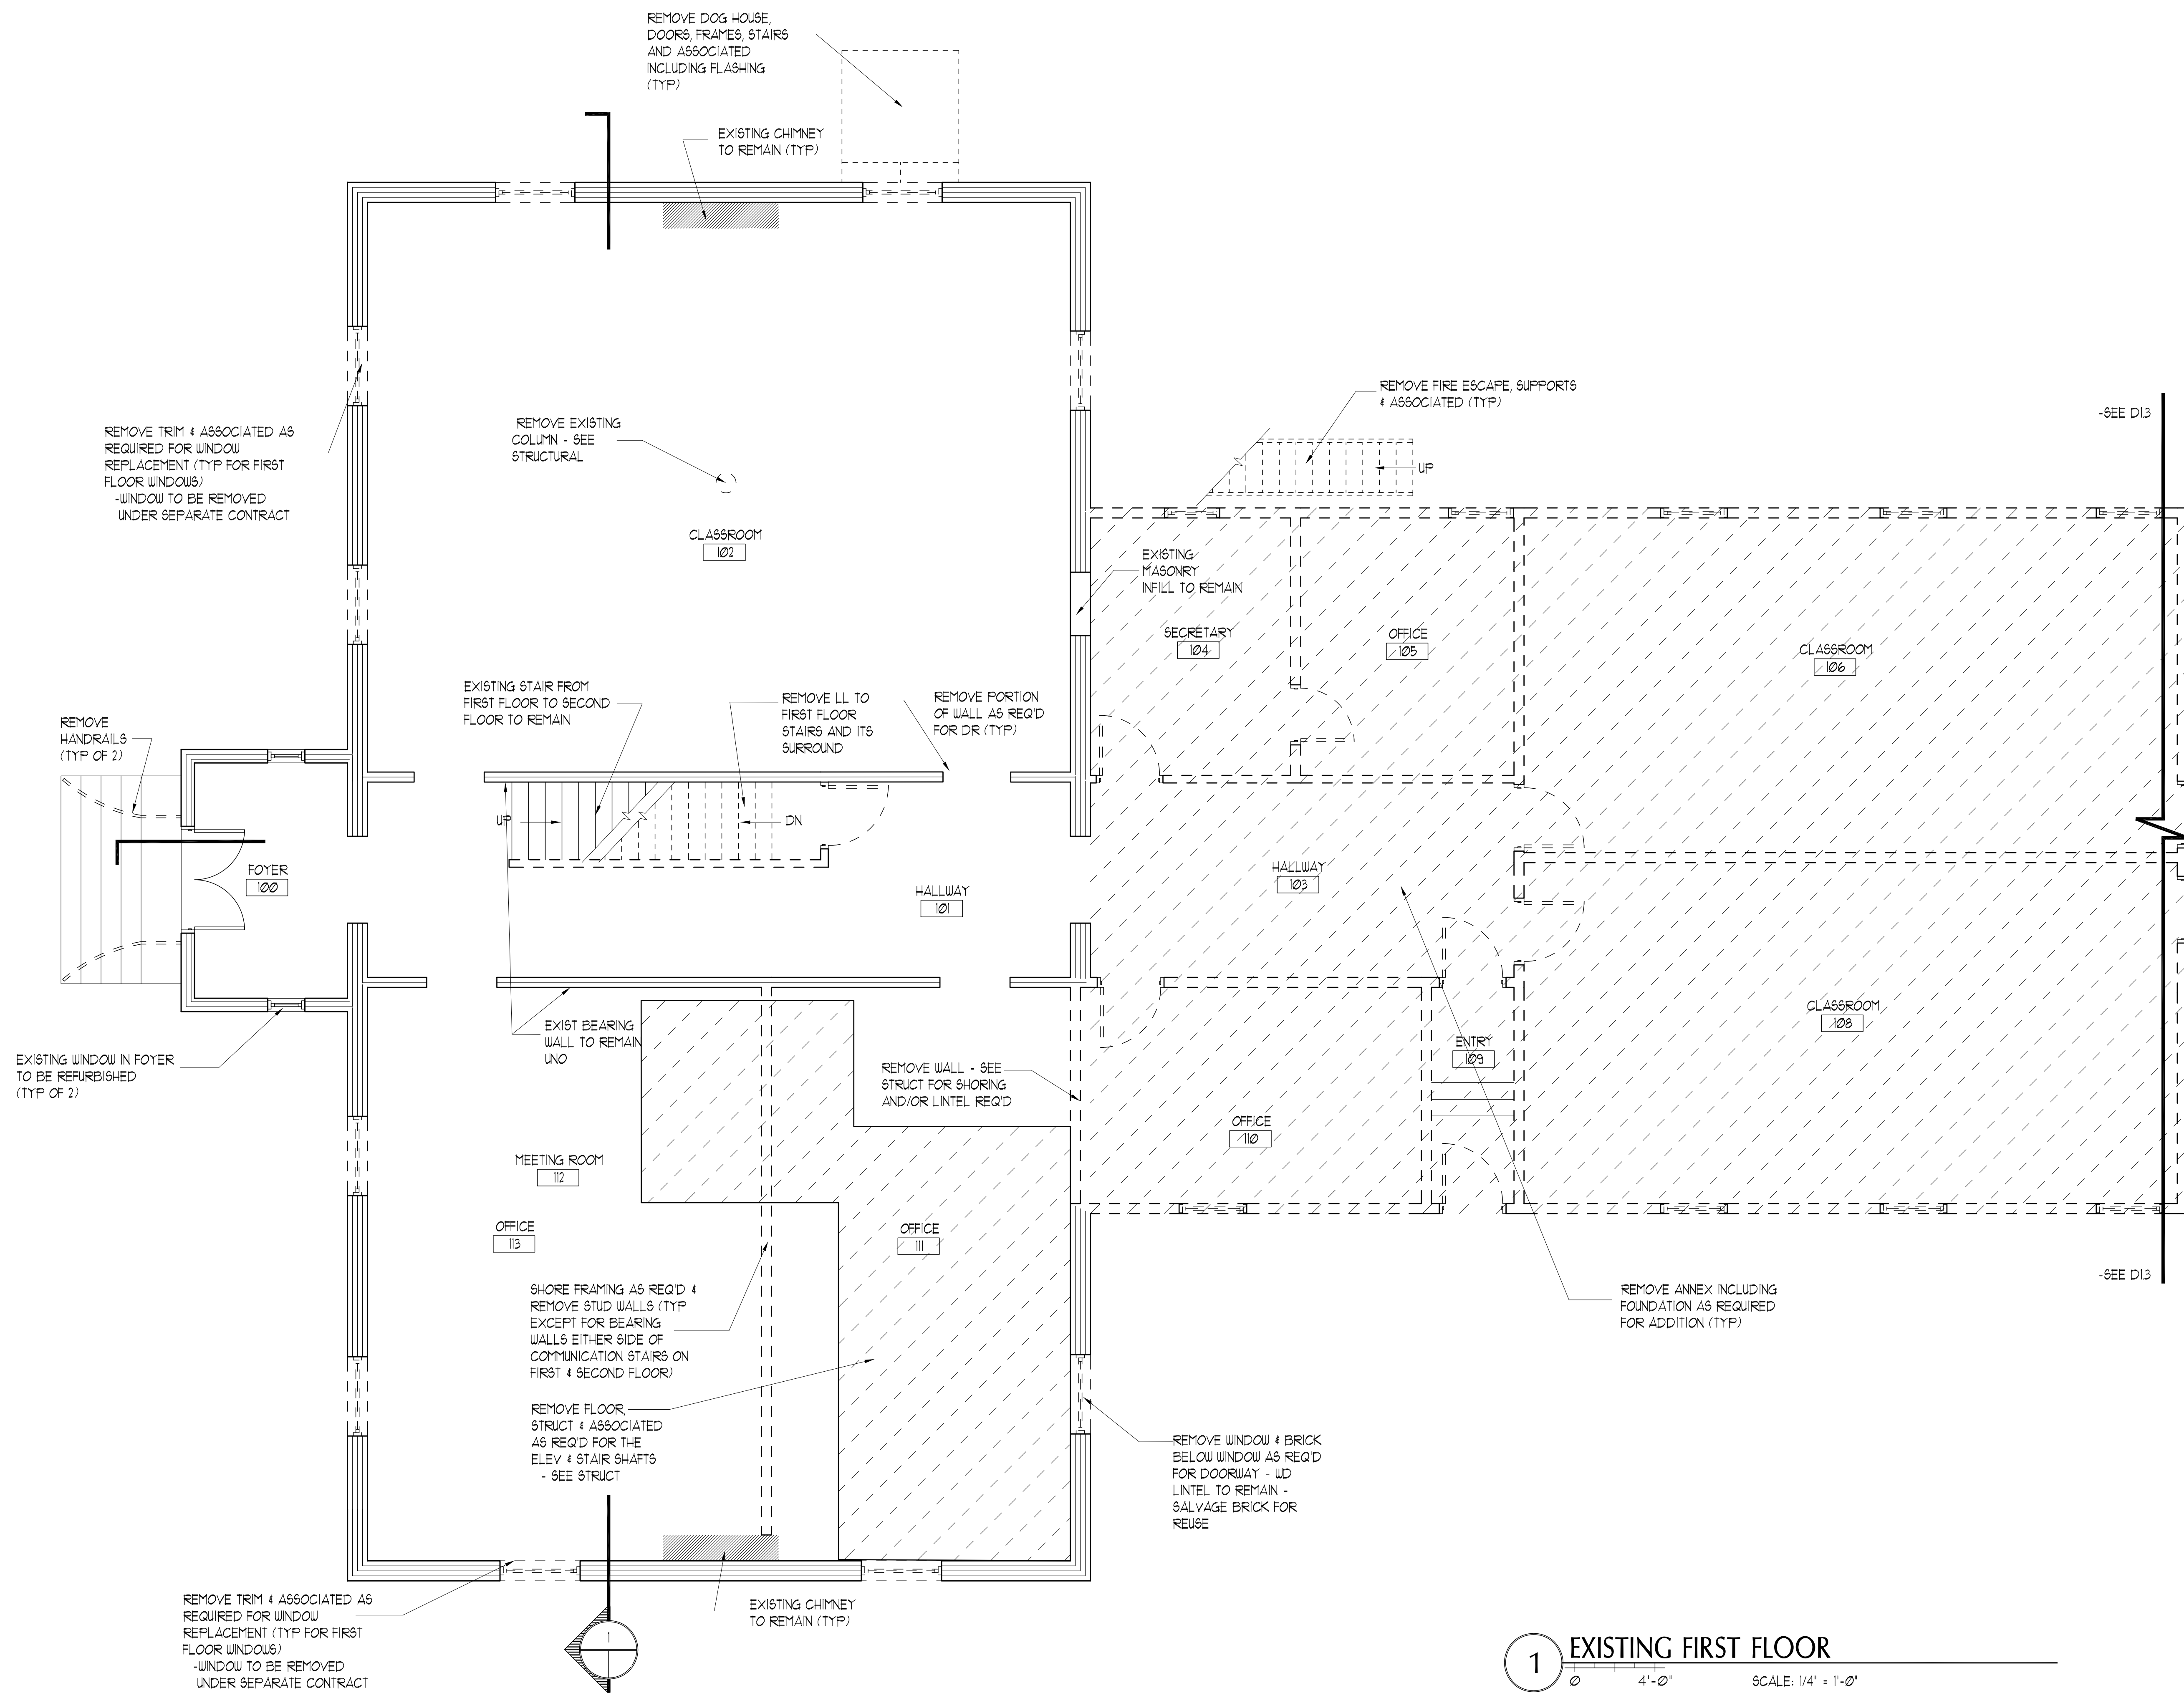 REMOVE DOG HOUSE,
DOORS, FRAMES, STAIRS
AND ASSOCIATED
INCLUDING FLASHING
(TYP)
EXISTING CHIMNEY
TO REMAIN (TYP)
REMOVE FIRE ESCAPE, SUPPORTS
& ASSOCIATED (TYP)
UP
-SEE D1.3
REMOVE TRIM & ASSOCIATED AS
REQUIRED FOR WINDOW
REPLACEMENT (TYP FOR FIRST
FLOOR WINDOWS)
-WINDOW TO BE REMOVED
UNDER SEPARATE CONTRACT
REMOVE EXISTING
COLUMN - SEE
STRUCTURAL
CLASSROOM
102
EXISTING
MASONRY
INFILL TO REMAIN
SECRETARY
104
OFFICE
105
CLASSROOM
106
EXISTING STAIR FROM
FIRST FLOOR TO SECOND
FLOOR TO REMAIN
REMOVE LL TO
FIRST FLOOR
STAIRS AND ITS
SURROUND
REMOVE PORTION
OF WALL AS REQ'D
FOR DR (TYP)
REMOVE
HANDRAILS
(TYP OF 2)
UP
DN
FOYER
100
HALLWAY
101
HALLWAY
103
EXIST BEARING
WALL TO REMAIN
UNO
EXISTING WINDOW IN FOYER
TO BE REFURBISHED
(TYP OF 2)
REMOVE WALL - SEE
STRUCT FOR SHORING
AND/OR LINTEL REQ'D
ENTRY
109
CLASSROOM
108
OFFICE
110
MEETING ROOM
112
OFFICE
113
OFFICE
111
SHORE FRAMING AS REQ'D &
REMOVE STUD WALLS (TYP
EXCEPT FOR BEARING
WALLS EITHER SIDE OF
COMMUNICATION STAIRS ON
FIRST & SECOND FLOOR)
-SEE D1.3
REMOVE ANNEX INCLUDING
FOUNDATION AS REQUIRED
FOR ADDITION (TYP)
REMOVE FLOOR,
STRUCT & ASSOCIATED
AS REQ'D FOR THE
ELEV & STAIR SHAFTS
- SEE STRUCT
REMOVE WINDOW & BRICK
BELOW WINDOW AS REQ'D
FOR DOORWAY - WD
LINTEL TO REMAIN -
SALVAGE BRICK FOR
REUSE
REMOVE TRIM & ASSOCIATED AS
REQUIRED FOR WINDOW
REPLACEMENT (TYP FOR FIRST
FLOOR WINDOWS)
-WINDOW TO BE REMOVED
UNDER SEPARATE CONTRACT
EXISTING CHIMNEY
TO REMAIN (TYP)
1
1
EXISTING FIRST FLOOR
0 4'-0" SCALE: 1/4" = 1'-0"